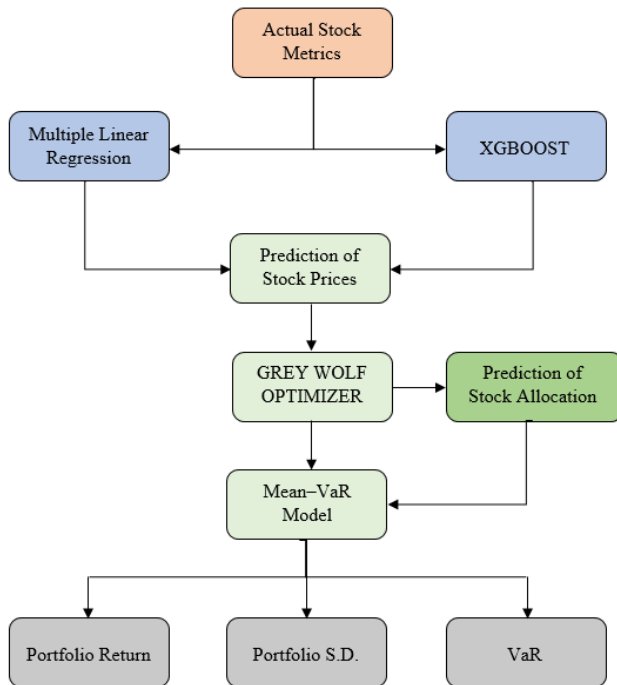 Actual Stock
Metrics
Multiple Linear
Regression
XGBOOST
Prediction of
Stock Prices
GREY WOLF
OPTIMIZER
Prediction of
Stock Allocation
Mean–VaR
Model
Portfolio Return
Portfolio S.D.
VaR